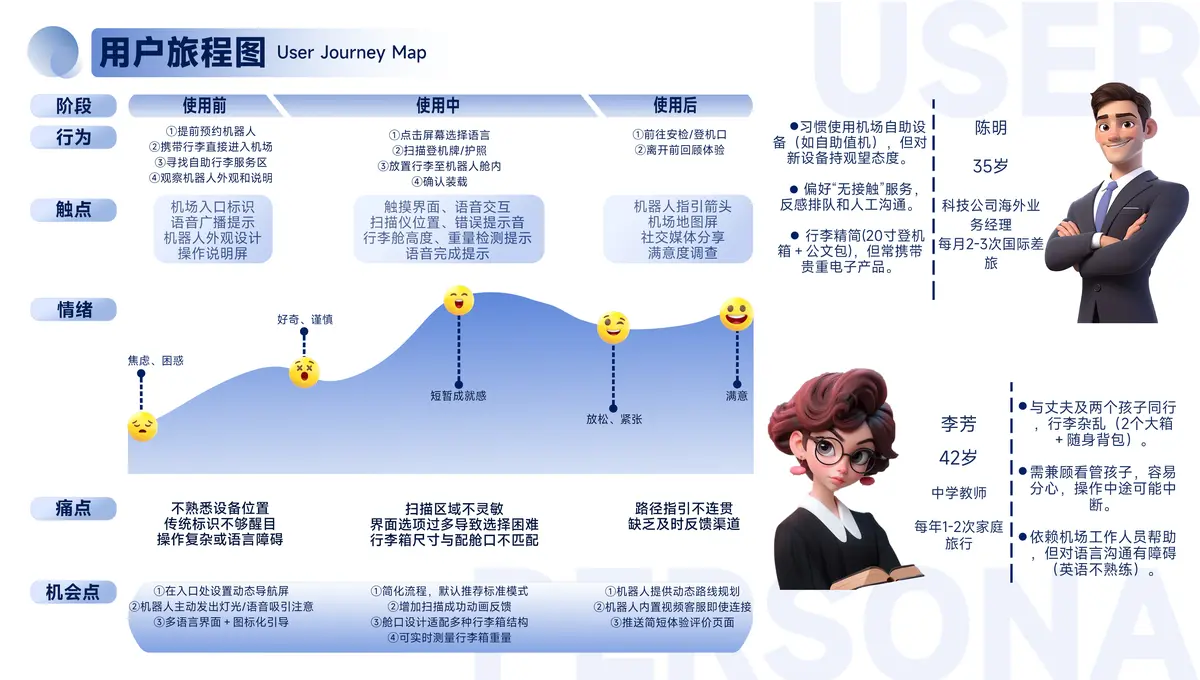 USER
用户旅程图 User Journey Map
阶段 使用前 使用中 使用后
行为
①提前预约机器人
②携带行李直接进入机场
③寻找自助行李服务区
④观察机器人外观和说明
①点击屏幕选择语言
②扫描登机牌/护照
③放置行李至机器人舱内
④确认装载
①前往安检/登机口
②离开前回顾体验
触点
机场入口标识
语音广播提示
机器人外观设计
操作说明屏
触摸界面、语音交互
扫描仪位置、错误提示音
行李舱高度、重量检测提示
语音完成提示
机器人指引箭头
机场地图屏
社交媒体分享
满意度调查
情绪
焦虑、困惑
好奇、谨慎
短暂成就感
放松、紧张
满意
痛点
不熟悉设备位置
传统标识不够醒目
操作复杂或语言障碍
扫描区域不灵敏
界面选项过多导致选择困难
行李箱尺寸与配舱口不匹配
路径指引不连贯
缺乏及时反馈渠道
机会点
①在入口处设置动态导航屏
②机器人主动发出灯光/语音吸引注意
③多语言界面+图标化引导
①简化流程，默认推荐标准模式
②增加扫描成功动画反馈
③舱口设计适配多种行李箱结构
④可实时测量行李箱重量
①机器人提供动态路线规划
②机器人内置视频客服即使连接
③推送简短体验评价页面
●习惯使用机场自助设
备（如自助值机），但对
新设备持观望态度。
● 偏好“无接触”服务，
反感排队和人工沟通。
● 行李精简(20寸登机
箱+公文包)，但常携带
贵重电子产品。
陈明
35岁
科技公司海外业
务经理
每月2-3次国际差
旅
李芳
42岁
中学教师
每年1-2次家庭
旅行
●与丈夫及两个孩子同行
，行李杂乱（2个大箱
+随身背包）。
●需兼顾看管孩子，容易
分心，操作中途可能中
断。
●依赖机场工作人员帮助
，但对语言沟通有障碍
（英语不熟练）。
PERSONA